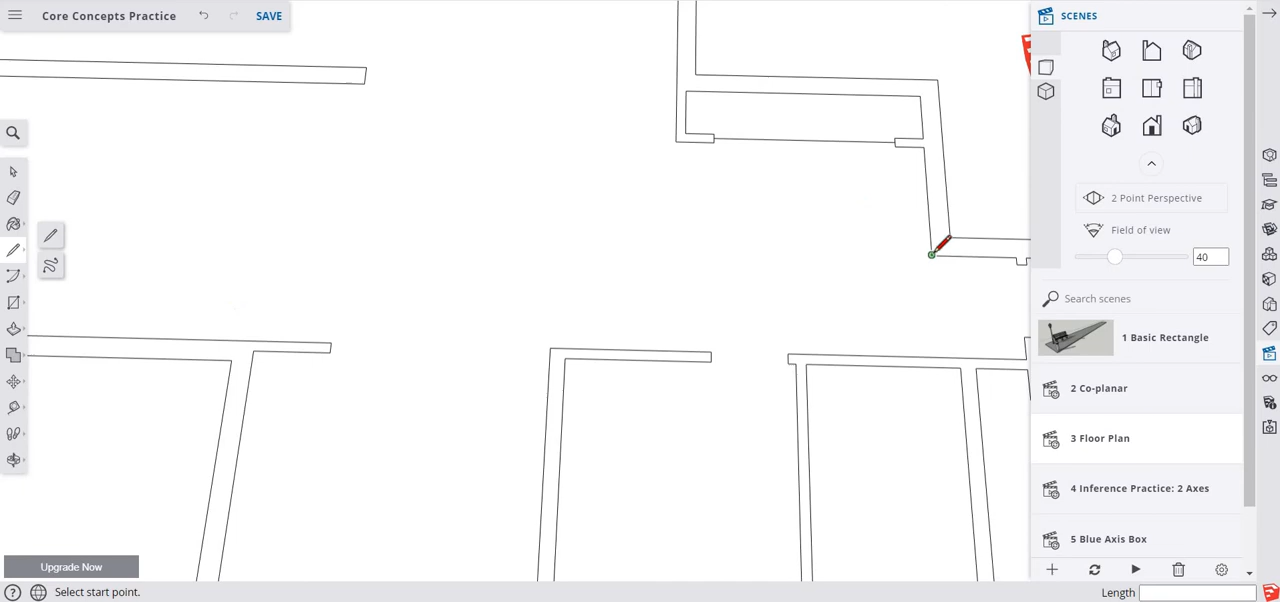 Core Concepts Practice
SAVE
SCENES
2 Point Perspective
Field of view
40
Search scenes
1 Basic Rectangle
2 Co-planar
3 Floor Plan
4 Inference Practice: 2 Axes
5 Blue Axis Box
Upgrade Now
Select start point.
Length